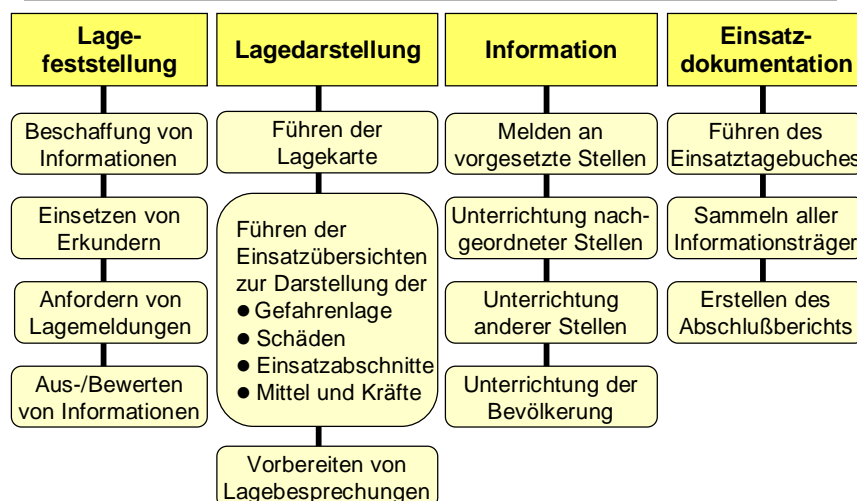 Lage-
feststellung
Beschaffung von
Informationen
Einsetzen von
Erkundern
Anfordern von
Lagemeldungen
Aus-/Bewerten
von Informationen
Lagedarstellung
Führen der
Lagekarte
Führen der
Einsatzübersichten
zur Darstellung der
● Gefahrenlage
● Schäden
● Einsatzabschnitte
● Mittel und Kräfte
Vorbereiten von
Lagebesprechungen
Information
Melden an
vorgesetzte Stellen
Unterrichtung nach-
geordneter Stellen
Unterrichtung
anderer Stellen
Unterrichtung der
Bevölkerung
Einsatz-
dokumentation
Führen des
Einsatztagebuches
Sammeln aller
Informationsträger
Erstellen des
Abschlußberichts